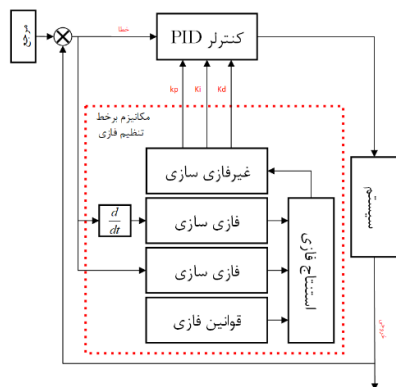 مرجع
خطا
کنترلر PID
kp
Ki
Kd
مکانیزم برخط
تنظیم فازی
غیرفازی سازی
d
dt
فازی سازی
فازی سازی
قوانین فازی
استنتاج فازی
سیستم
خروجی